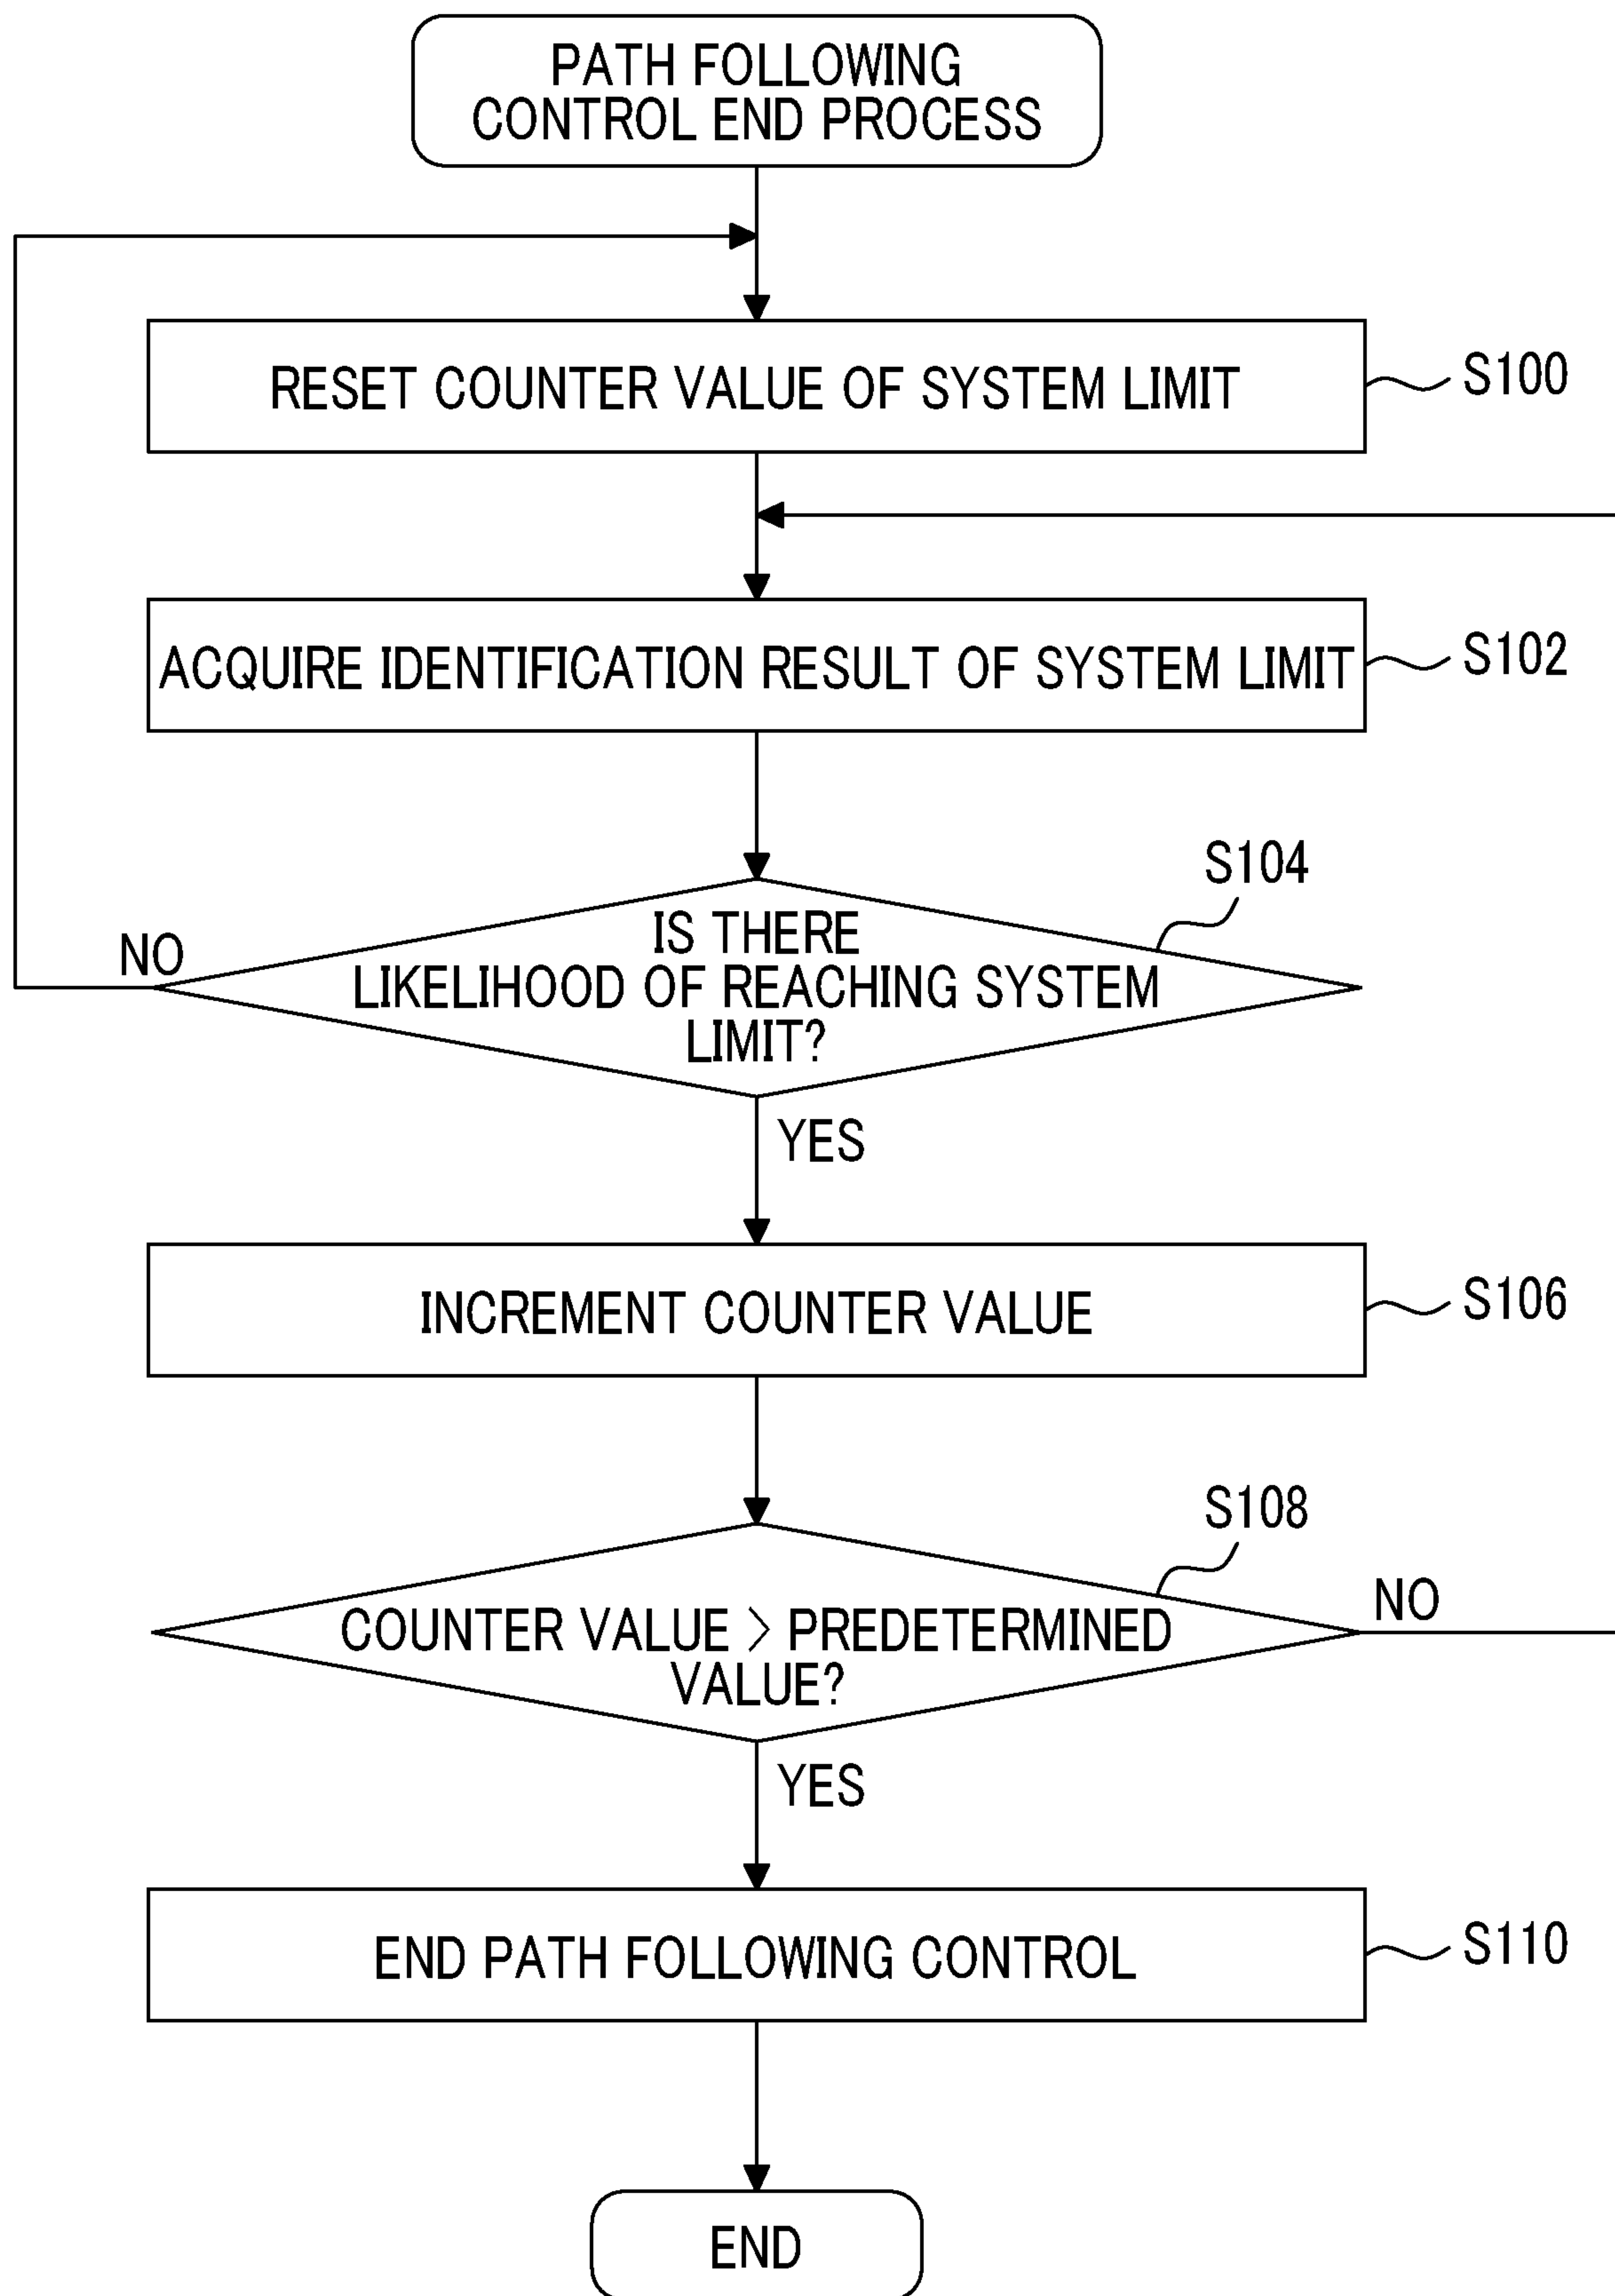 PATH FOLLOWING
CONTROL END PROCESS
RESET COUNTER VALUE OF SYSTEM LIMIT
S100
ACQUIRE IDENTIFICATION RESULT OF SYSTEM LIMIT
S102
S104
IS THERE
LIKELIHOOD OF REACHING SYSTEM
LIMIT?
NO
YES
INCREMENT COUNTER VALUE
S106
S108
COUNTER VALUE > PREDETERMINED
VALUE?
NO
YES
END PATH FOLLOWING CONTROL
S110
END